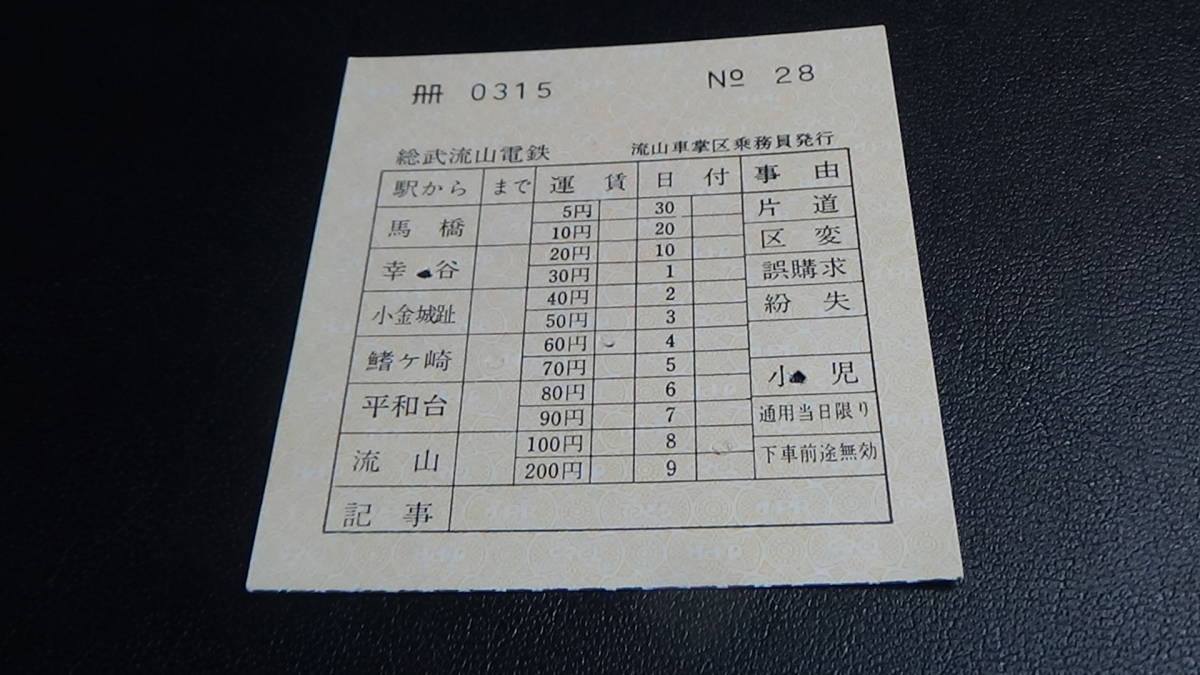 冊 0315 No 28
総武流山電鉄 流山車掌区乗務員発行
駅から まで 運賃 日付 事由
馬橋 5円 30 片道
10円 20 区変
幸谷 20円 10 誤購求
30円 1 紛失
小金城趾 40円 2
50円 3
鰭ヶ崎 60円 4
70円 5 小児
平和台 80円 6
90円 7 通用当日限り
流山 100円 8 下車前途無効
200円 9
記事